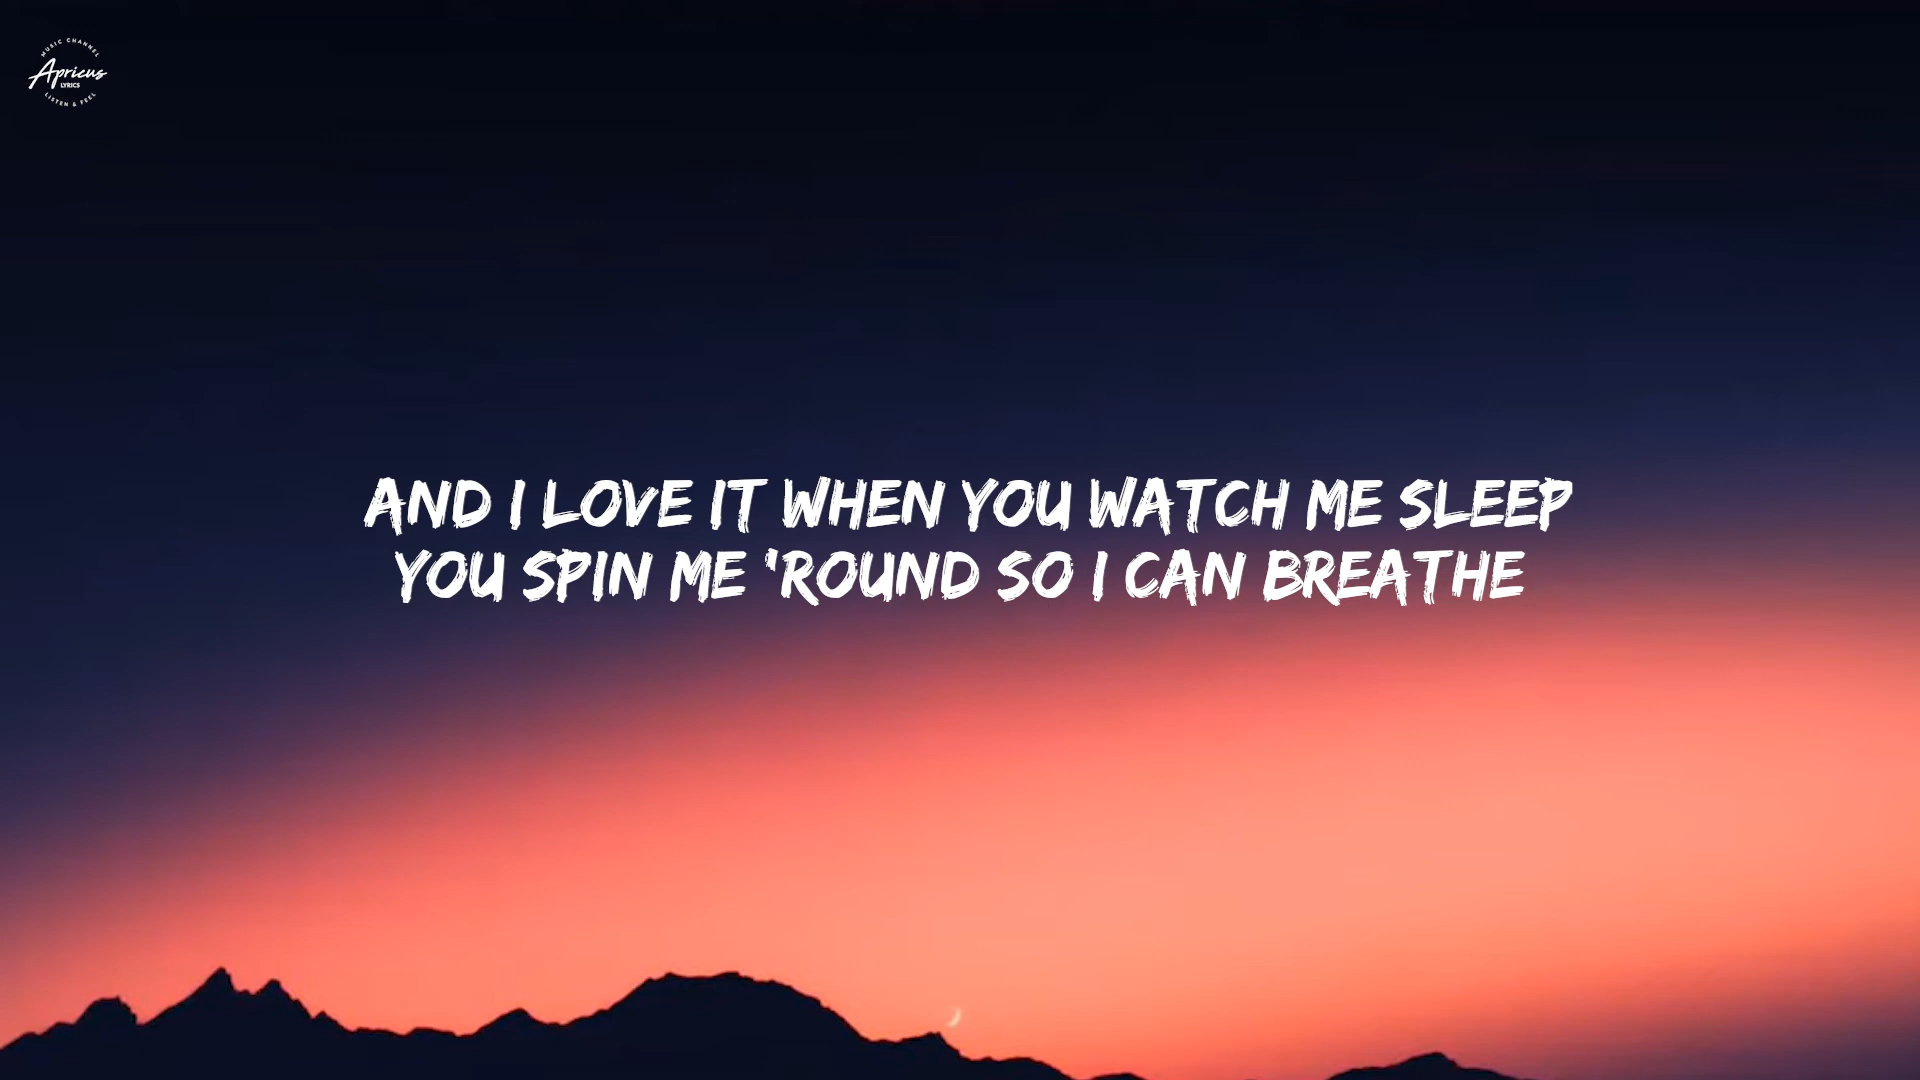 MUSIC CHANNEL
Apricus
LYRICS
LISTEN & FEEL
AND I LOVE IT WHEN YOU WATCH ME SLEEP
YOU SPIN ME 'ROUND SO I CAN BREATHE